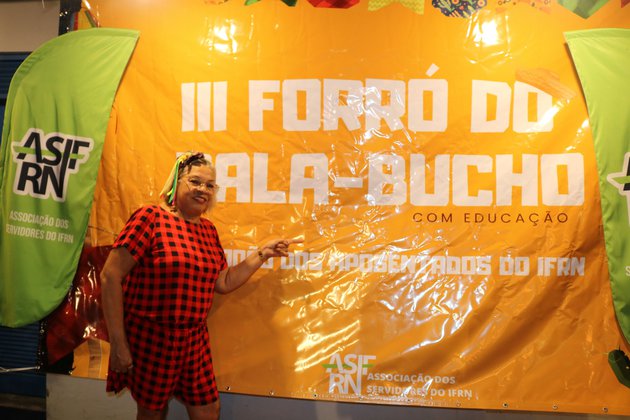 ASIF
RN
ASSOCIAÇÃO DOS
SERVIDORES DO IFRN
III FORRÓ DO
ALA-BUCHO
COM EDUCAÇÃO
DOS APOSENTADOS DO IFRN
ASIF
RN
ASSOCIAÇÃO DOS
SERVIDORES DO IFRN